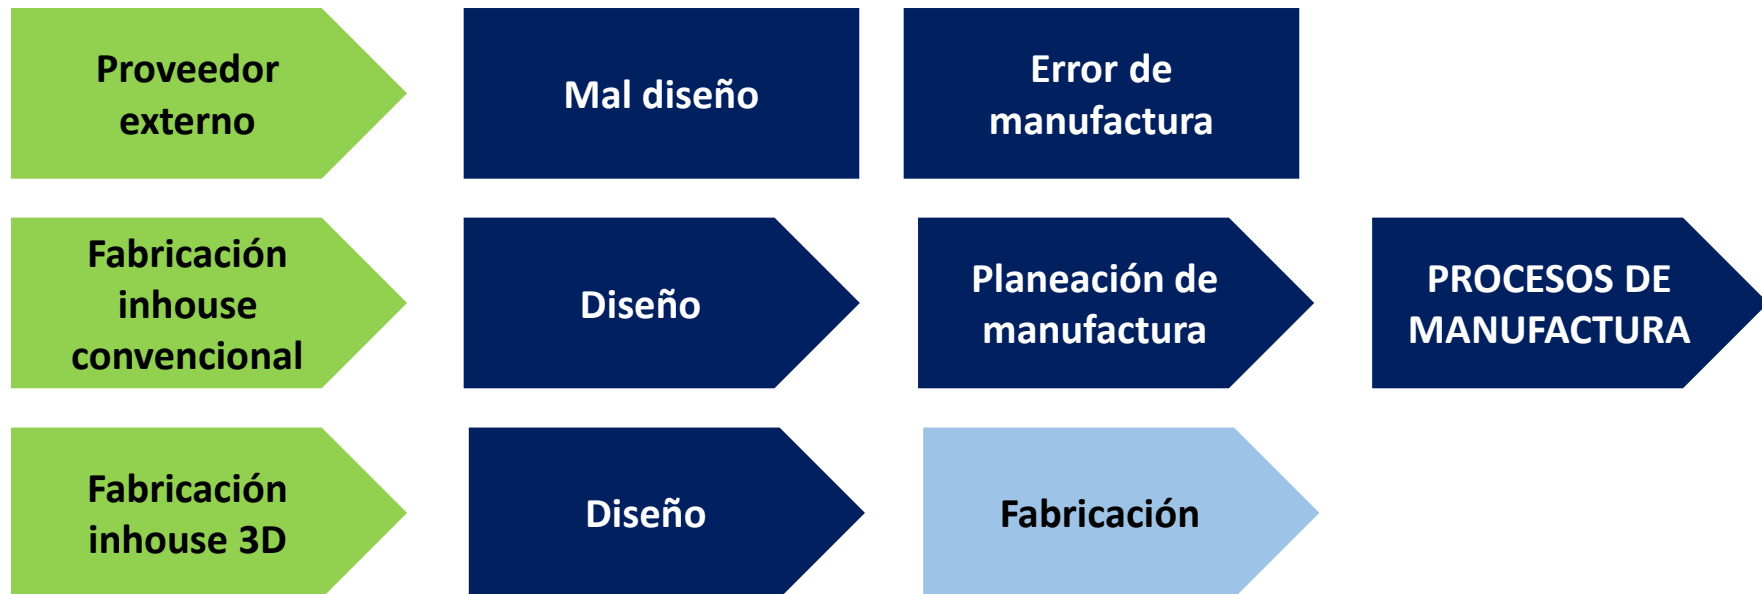 Proveedor
externo
Mal diseño
Error de
manufactura
Fabricación
inhouse
convencional
Diseño
Planeación de
manufactura
PROCESOS DE
MANUFACTURA
Fabricación
inhouse 3D
Diseño
Fabricación